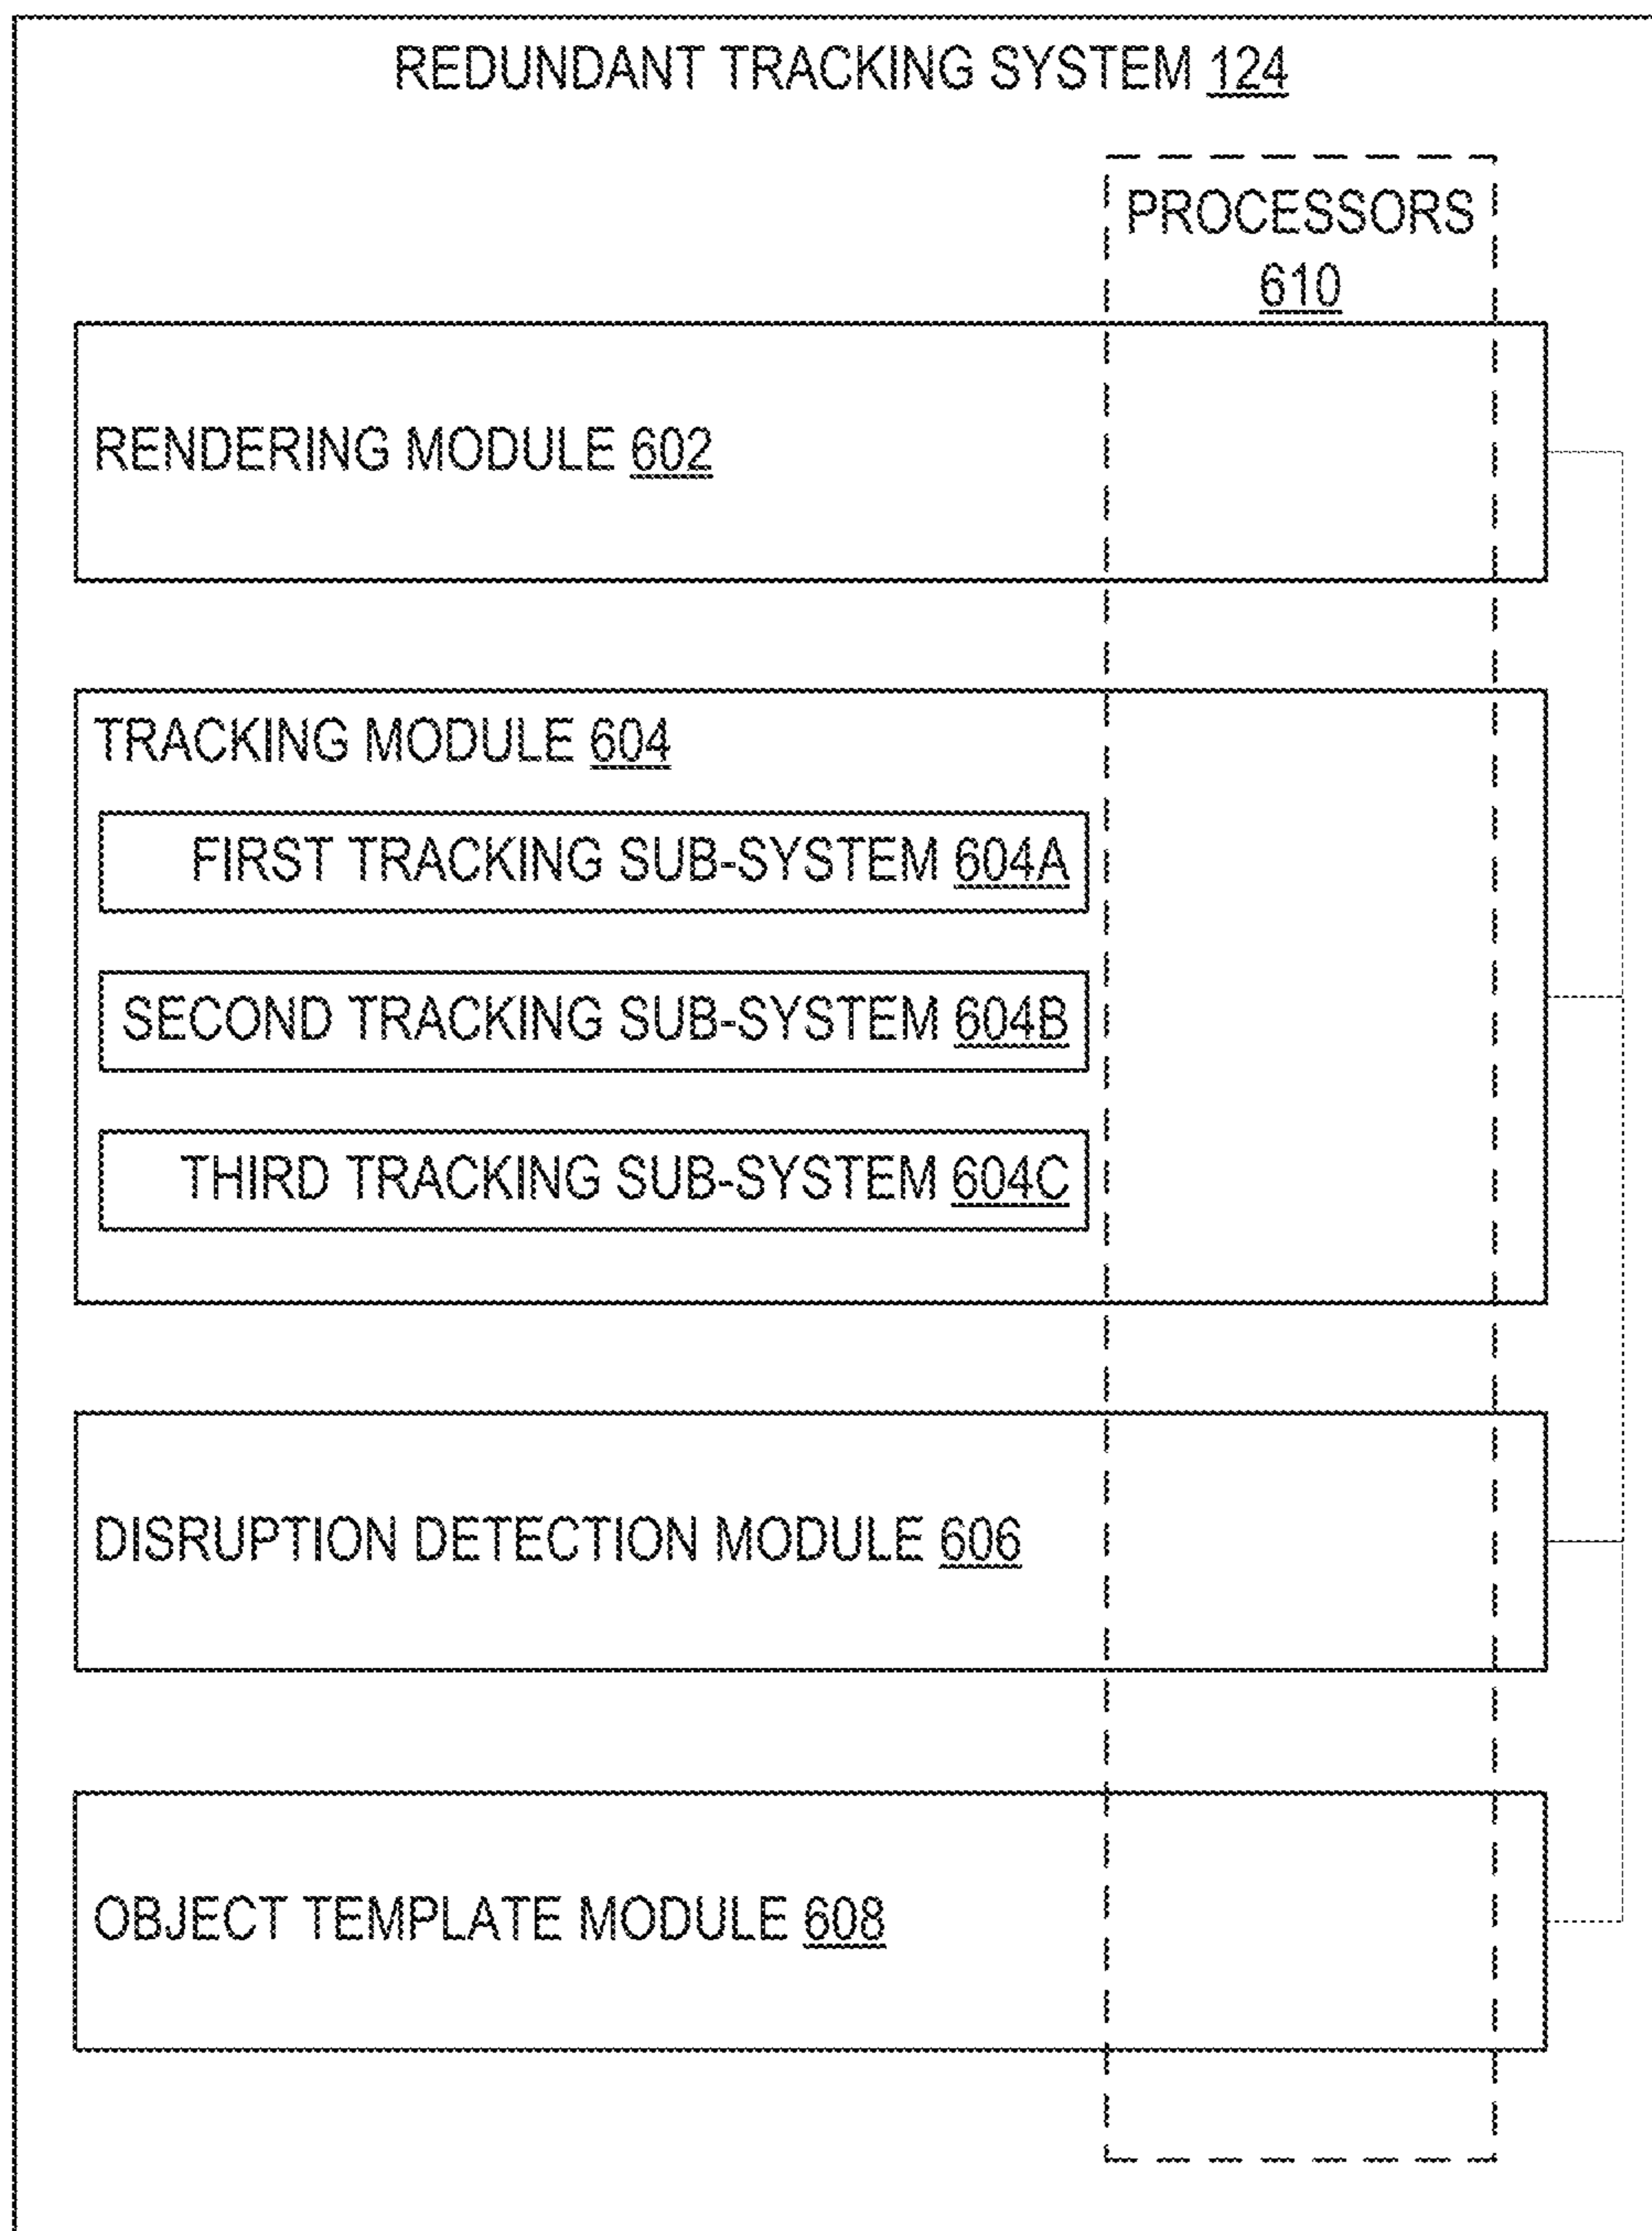 REDUNDANT TRACKING SYSTEM 124
PROCESSORS
610
RENDERING MODULE 602
TRACKING MODULE 604
FIRST TRACKING SUB-SYSTEM 604A
SECOND TRACKING SUB-SYSTEM 604B
THIRD TRACKING SUB-SYSTEM 604C
DISRUPTION DETECTION MODULE 606
OBJECT TEMPLATE MODULE 608